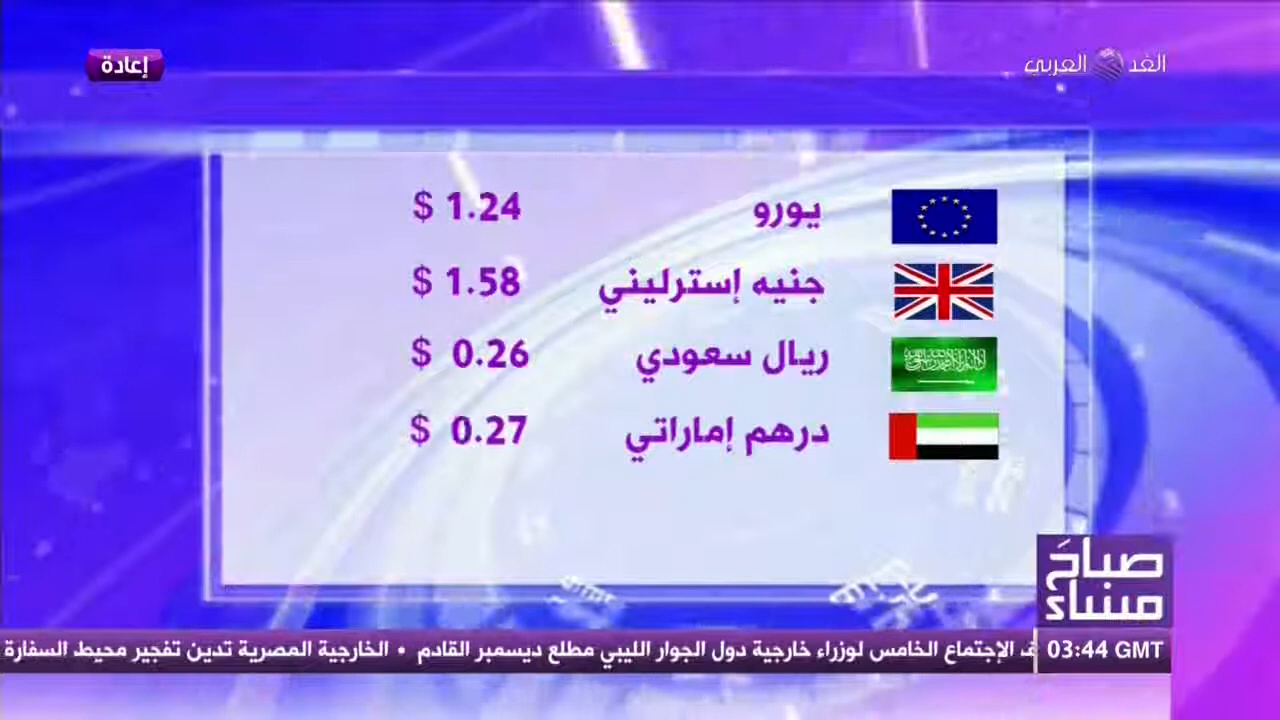 الغد العربي
إعادة
يورو $ 1.24
جنيه إسترليني $ 1.58
ريال سعودي $ 0.26
درهم إماراتي $ 0.27
صباحَ مساء
03:44 GMT
الإجتماع الخامس لوزراء خارجية دول الجوار الليبي مطلع ديسمبر القادم • الخارجية المصرية تدين تفجير محيط السفارة